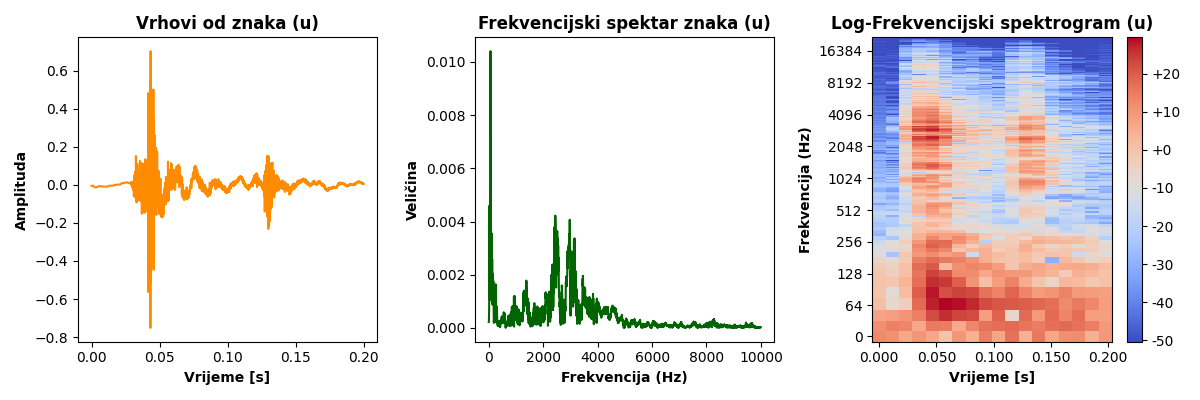 Vrhovi od znaka (u)
0.6
0.4
0.2
0.0
−0.2
−0.4
−0.6
−0.8
Amplituda
0.00 0.05 0.10 0.15 0.20
Vrijeme [s]
Frekvencijski spektar znaka (u)
0.010
0.008
0.006
0.004
0.002
0.000
Veličina
0 2000 4000 6000 8000 10000
Frekvencija (Hz)
Log-Frekvencijski spektrogram (u)
16384
8192
4096
2048
1024
512
256
128
64
0
Frekvencija (Hz)
0.000 0.050 0.100 0.150 0.200
Vrijeme [s]
+20
+10
+0
-10
-20
-30
-40
-50